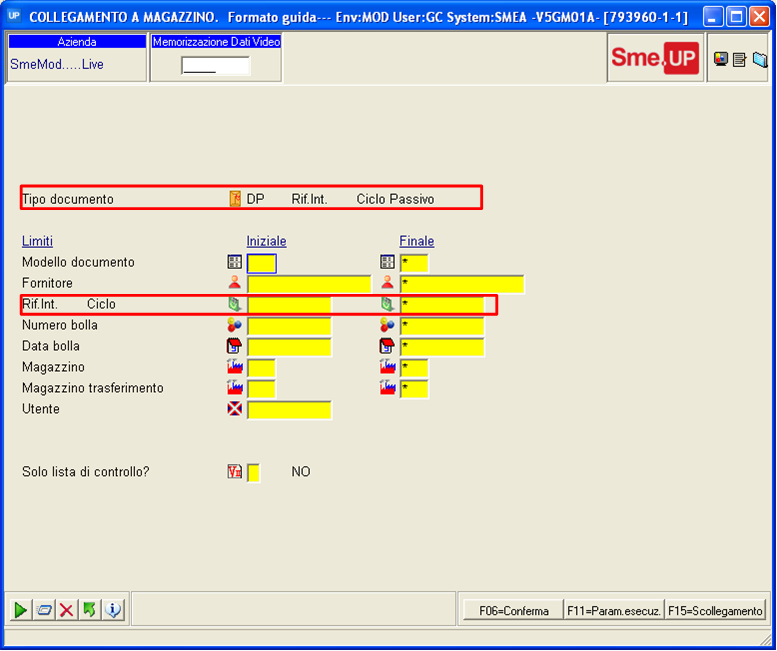 UP COLLEGAMENTO A MAGAZZINO. Formato guida--- Env:MOD User:GC System:SMEA -V5GM01A- [793960-1-1]
Azienda Memorizzazione Dati Video
SmeMod.....Live _____
Sme.UP
Tipo documento DP Rif.Int. Ciclo Passivo
Limiti Iniziale Finale
Modello documento *
Fornitore *
Rif.Int. Ciclo *
Numero bolla *
Data bolla *
Magazzino *
Magazzino trasferimento *
Utente
Solo lista di controllo? NO
F06=Conferma F11=Param.esecuz. F15=Scollegamento